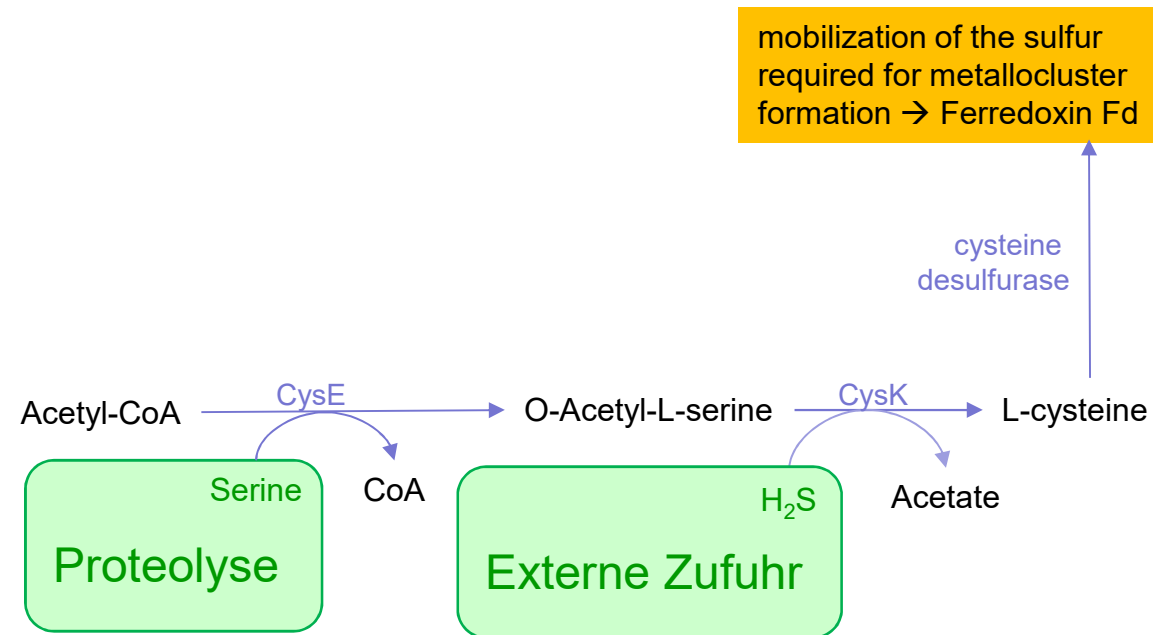 mobilization of the sulfur
required for metallocluster
formation → Ferredoxin Fd
cysteine
desulfurase
Acetyl-CoA
CysE
O-Acetyl-L-serine
CysK
L-cysteine
Serine
CoA
H₂S
Acetate
Proteolyse
Externe Zufuhr